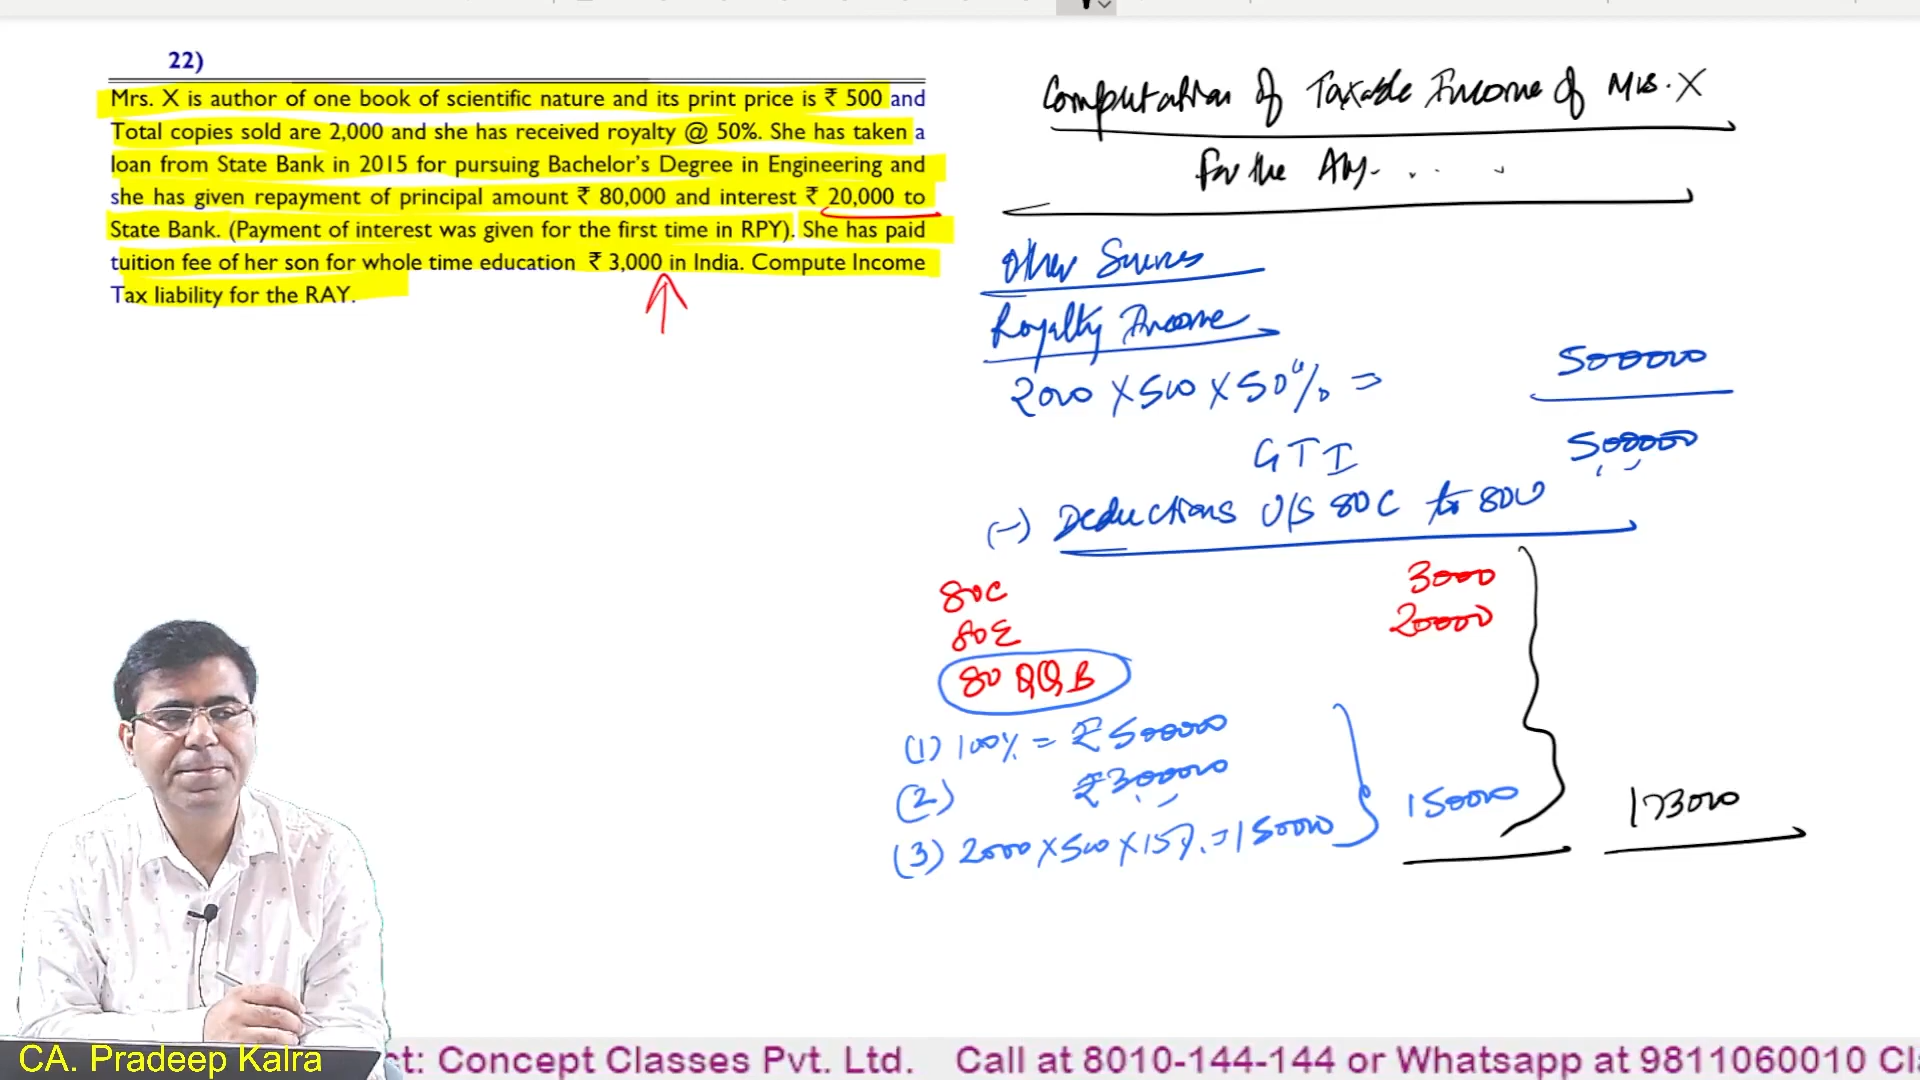 22)
Mrs. X is author of one book of scientific nature and its print price is ₹ 500 and
Total copies sold are 2,000 and she has received royalty @ 50%. She has taken a
loan from State Bank in 2015 for pursuing Bachelor's Degree in Engineering and
she has given repayment of principal amount ₹ 80,000 and interest ₹ 20,000 to
State Bank. (Payment of interest was given for the first time in RPY). She has paid
tuition fee of her son for whole time education ₹ 3,000 in India. Compute Income
Tax liability for the RAY.
Computation of Taxable Income of Mrs. X
for the AY. . . .
Other Sources
Royalty Income
2000 X 500 X 50% = 500000
GTI 500000
(-) Deductions U/S 80C to 80U
80C 3000
80E 20000
80 QQB
(1) 100% = ₹ 500000
(2) ₹ 300000
(3) 2000 X 500 X 15% = 150000 150000 173000
CA. Pradeep Kalra
ct: Concept Classes Pvt. Ltd. Call at 8010-144-144 or Whatsapp at 9811060010 Cl